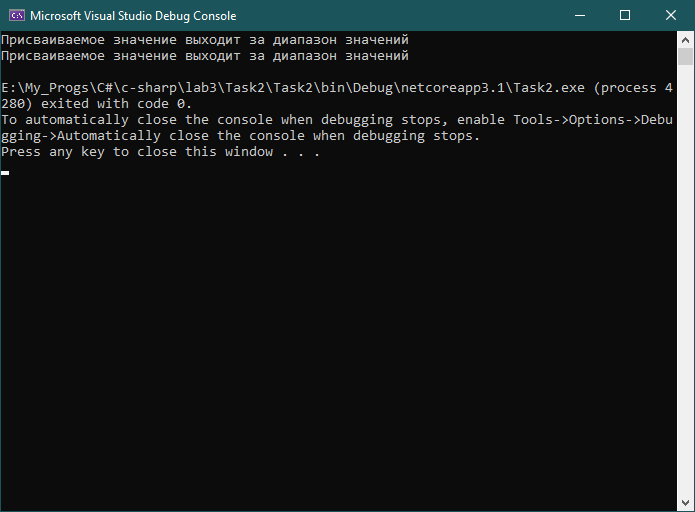 Microsoft Visual Studio Debug Console
Присваиваемое значение выходит за диапазон значений
Присваиваемое значение выходит за диапазон значений
E:\My_Progs\C#\c-sharp\lab3\Task2\Task2\bin\Debug\netcoreapp3.1\Task2.exe (process 4
280) exited with code 0.
To automatically close the console when debugging stops, enable Tools->Options->Debu
gging->Automatically close the console when debugging stops.
Press any key to close this window . . .